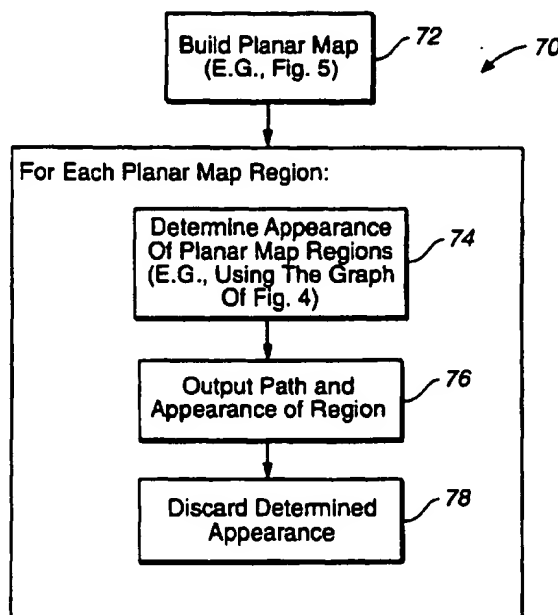 Build Planar Map
(E.G., Fig. 5)
72
70
For Each Planar Map Region:
Determine Appearance
Of Planar Map Regions
(E.G., Using The Graph
Of Fig. 4)
74
Output Path and
Appearance of Region
76
Discard Determined
Appearance
78